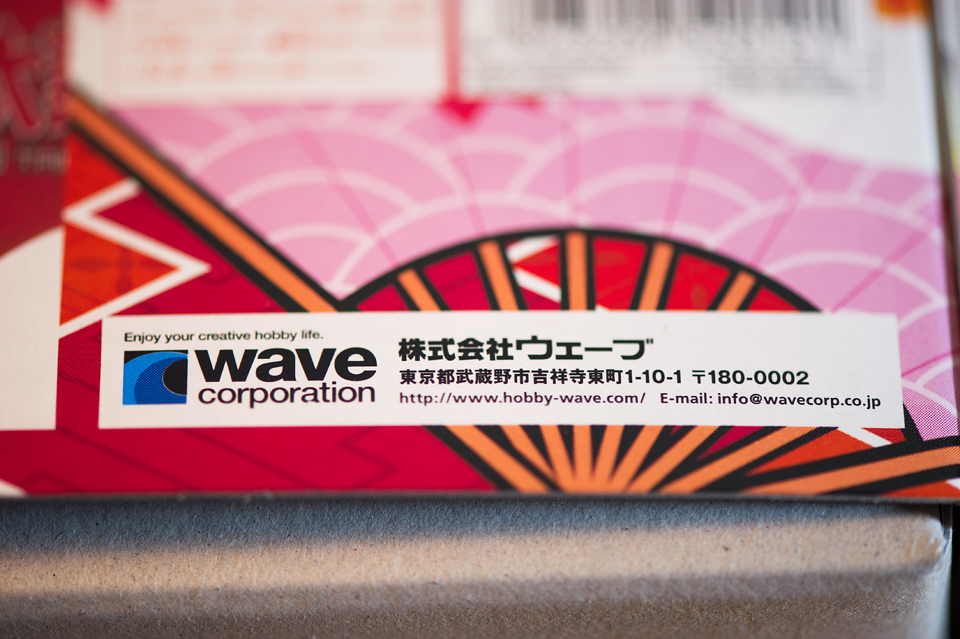 Enjoy your creative hobby life.
wave
corporation
株式会社ウェーブ
東京都武蔵野市吉祥寺東町1-10-1 〒180-0002
http://www.hobby-wave.com/ E-mail: info@wavecorp.co.jp